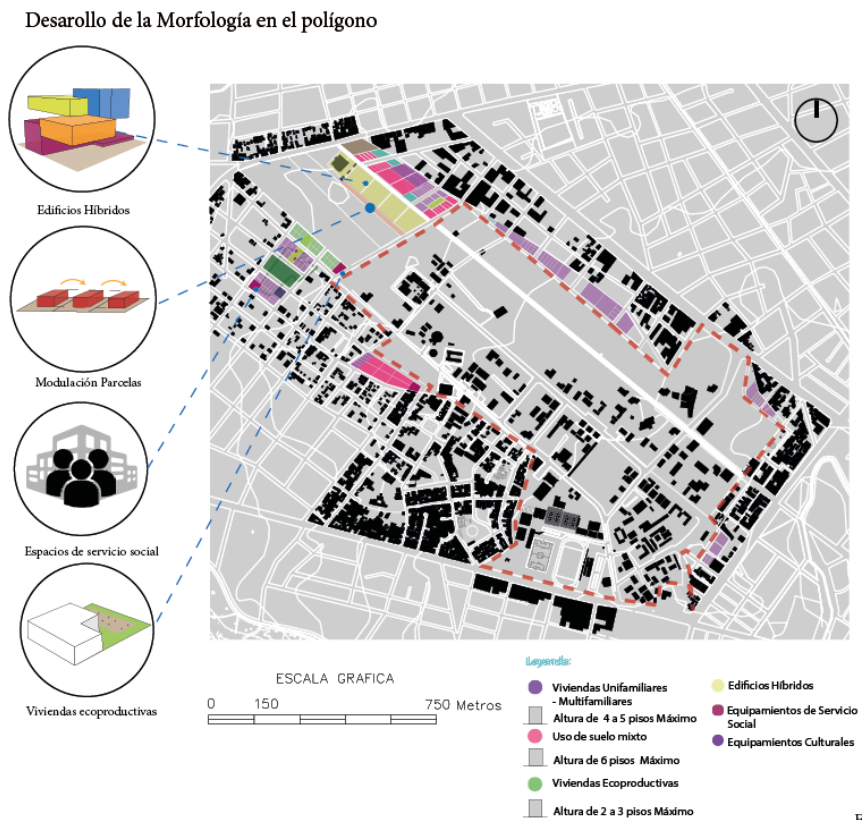 Desarollo de la Morfología en el polígono
Edificios Híbridos
Modulación Parcelas
Espacios de servicio social
Viviendas ecoproductivas
ESCALA GRAFICA
0 150 750 Metros
Leyenda:
Viviendas Unifamiliares
- Multifamiliares
Altura de 4 a 5 pisos Máximo
Uso de suelo mixto
Altura de 6 pisos Máximo
Viviendas Ecoproductivas
Altura de 2 a 3 pisos Máximo
Edificios Híbridos
Equipamientos de Servicio
Social
Equipamientos Culturales